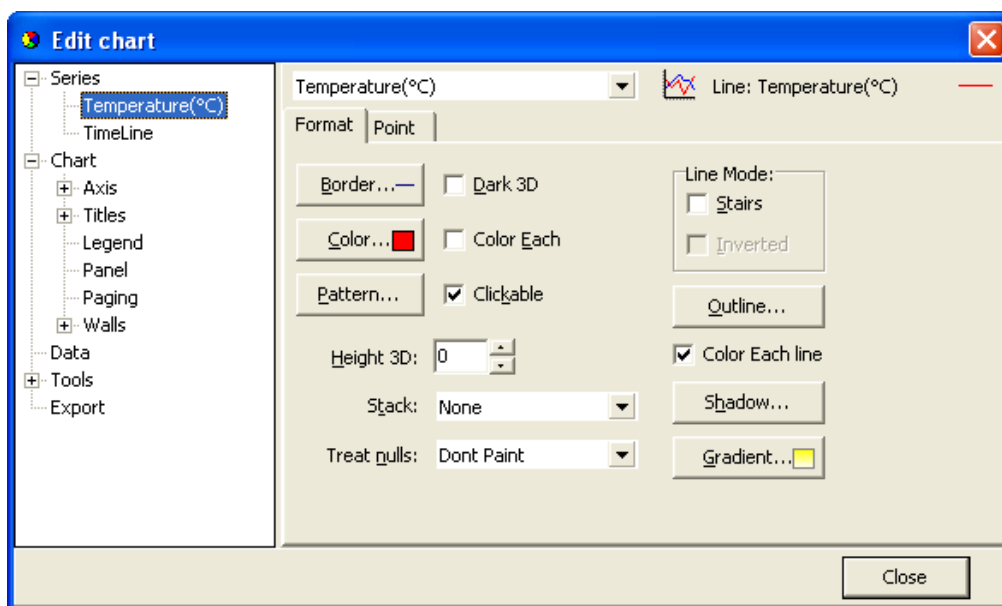 Edit chart
Series
Temperature(°C)
TimeLine
Chart
Axis
Titles
Legend
Panel
Paging
Walls
Data
Tools
Export
Temperature(°C)
Line: Temperature(°C)
Format
Point
Border...
Dark 3D
Color...
Color Each
Pattern...
Clickable
Height 3D:
0
Stack:
None
Treat nulls:
Dont Paint
Line Mode:
Stairs
Inverted
Outline...
Color Each line
Shadow...
Gradient...
Close